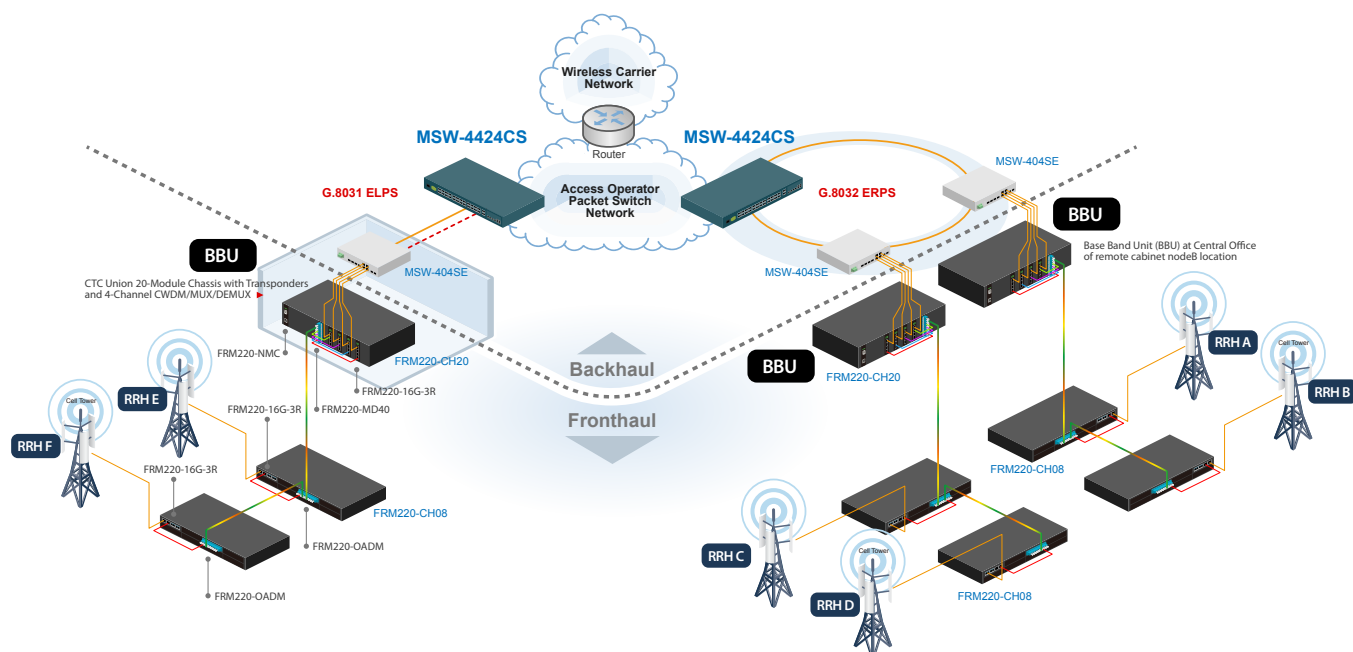 Wireless Carrier
Network
Router
MSW-4424CS
MSW-4424CS
Access Operator
Packet Switch
Network
G.8031 ELPS
G.8032 ERPS
MSW-404SE
BBU
MSW-404SE
CTC Union 20-Module Chassis with Transponders
and 4-Channel CWDM/MUX/DEMUX
FRM220-NMC
FRM220-CH20
FRM220-16G-3R
FRM220-MD40
MSW-404SE
BBU
Base Band Unit (BBU) at Central Office
of remote cabinet nodeB location
BBU
FRM220-CH20
Backhaul
Fronthaul
RRH E
Cell Tower
RRH F
FRM220-16G-3R
FRM220-16G-3R
FRM220-CH08
FRM220-OADM
FRM220-OADM
RRH A
Cell Tower
RRH B
FRM220-CH08
RRH C
Cell Tower
RRH D
FRM220-CH08